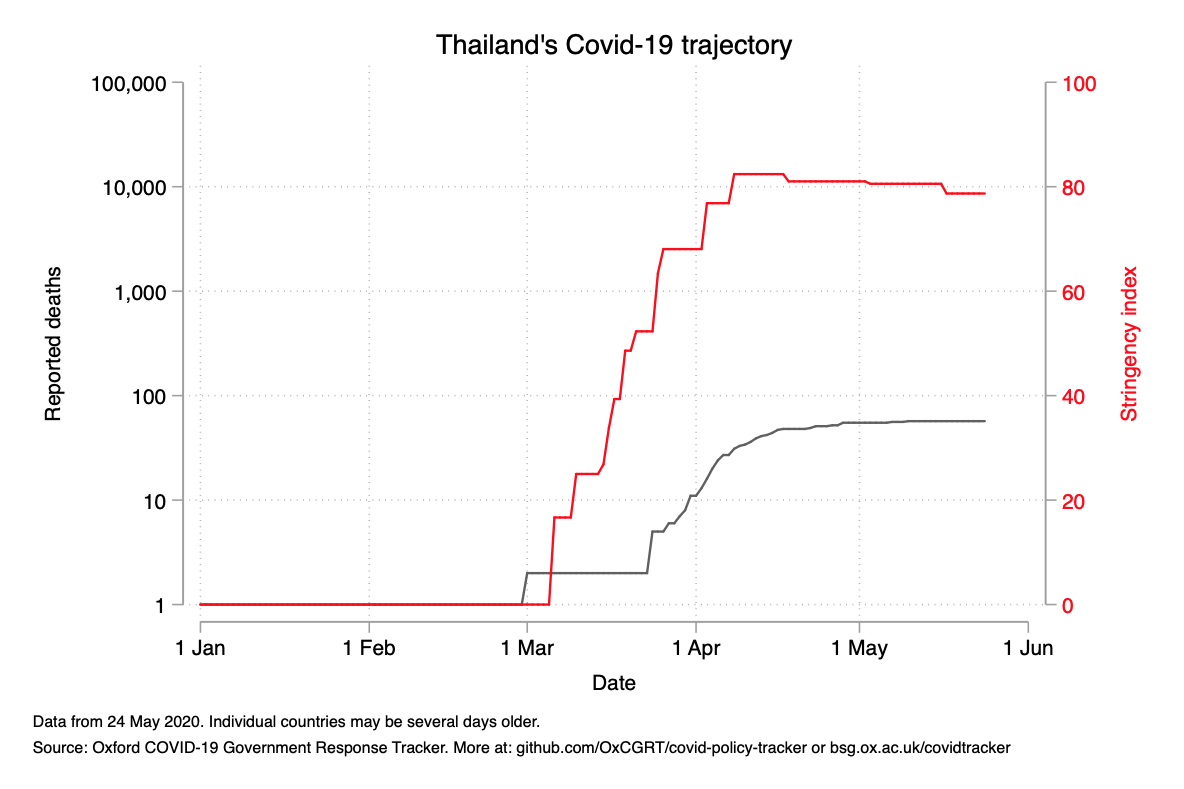 Thailand's Covid-19 trajectory
100,000
10,000
1,000
100
10
1
Reported deaths
100
80
60
40
20
0
Stringency index
1 Jan
1 Feb
1 Mar
1 Apr
1 May
1 Jun
Date
Data from 24 May 2020. Individual countries may be several days older.
Source: Oxford COVID-19 Government Response Tracker. More at: github.com/OxCGRT/covid-policy-tracker or bsg.ox.ac.uk/covidtracker